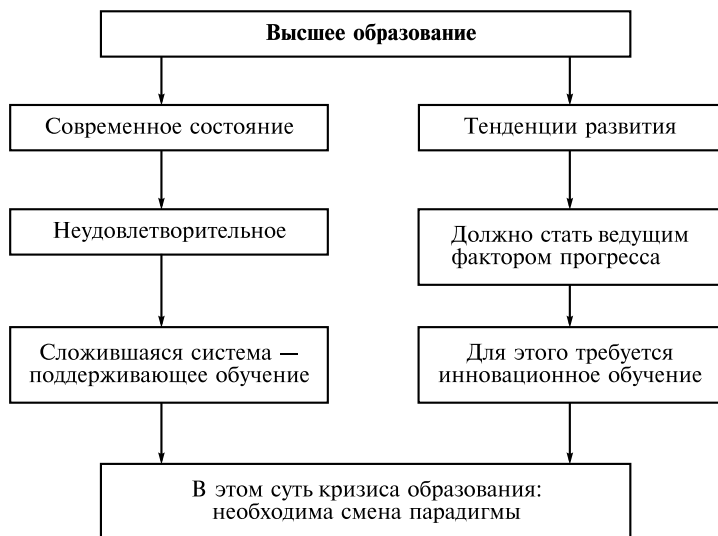 Высшее образование
Современное состояние
Тенденции развития
Неудовлетворительное
Должно стать ведущим
фактором прогресса
Сложившаяся система —
поддерживающее обучение
Для этого требуется
инновационное обучение
В этом суть кризиса образования:
необходима смена парадигмы